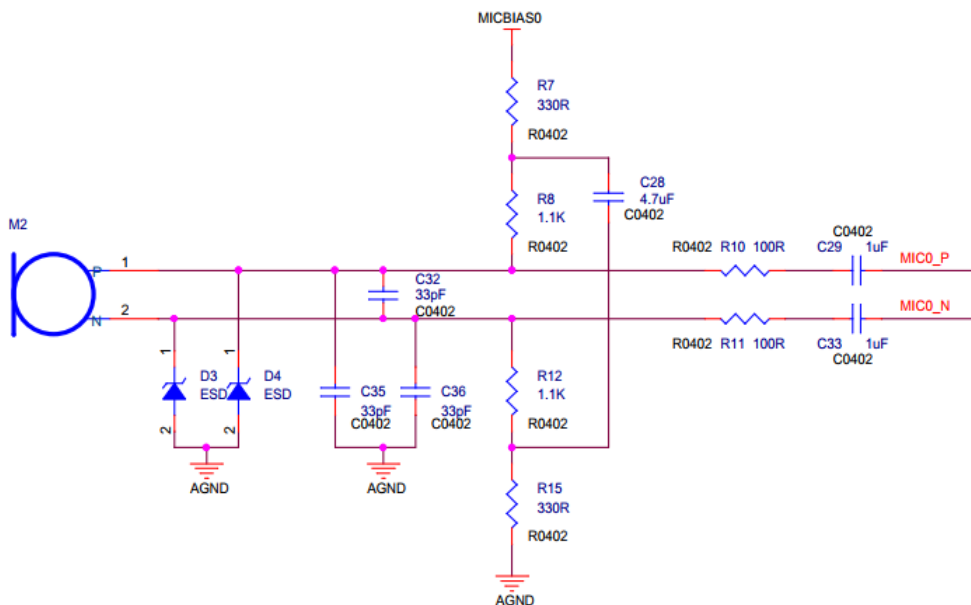 MICBIAS0
R7
330R
R0402
C28
4.7uF
C0402
R8
1.1K
R0402
M2
P
1
N
2
C32
33pF
C0402
R0402 R10 100R
C0402
C29 1uF
MIC0_P
R0402 R11 100R
C33 1uF
C0402
MIC0_N
1
D3
ESD
2
1
D4
ESD
2
AGND
C35
33pF
C0402
C36
33pF
C0402
AGND
R12
1.1K
R0402
R15
330R
R0402
AGND